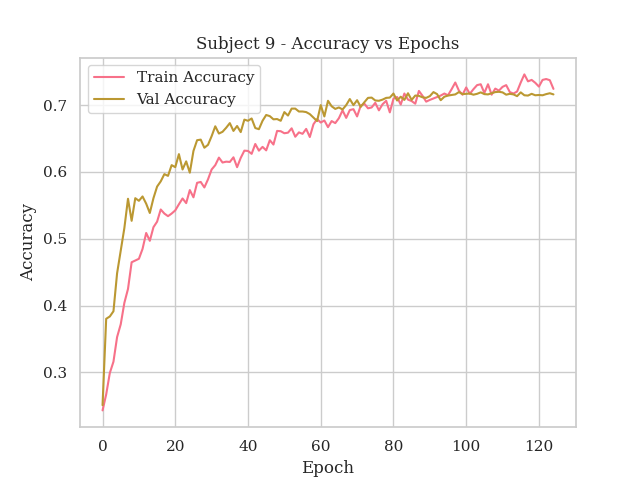 Subject 9 - Accuracy vs Epochs
Train Accuracy
Val Accuracy
Accuracy
0.7
0.6
0.5
0.4
0.3
0 20 40 60 80 100 120
Epoch